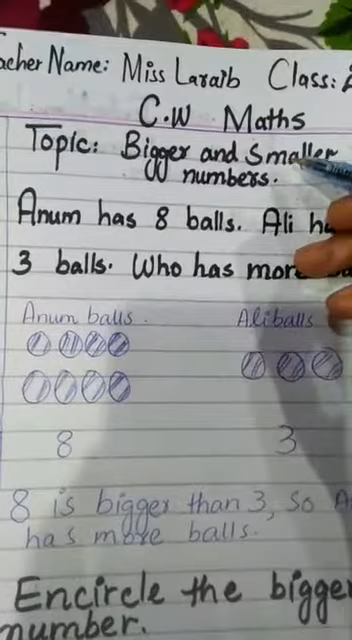 Teacher Name: Miss Laraib Class:
C.W Maths
Topic: Bigger and Smaller
numbers.
Anum has 8 balls. Ali
3 balls. Who has more
Anum balls. Ali balls
8 3
8 is bigger than 3, so
has more balls.
Encircle the bigger
number.